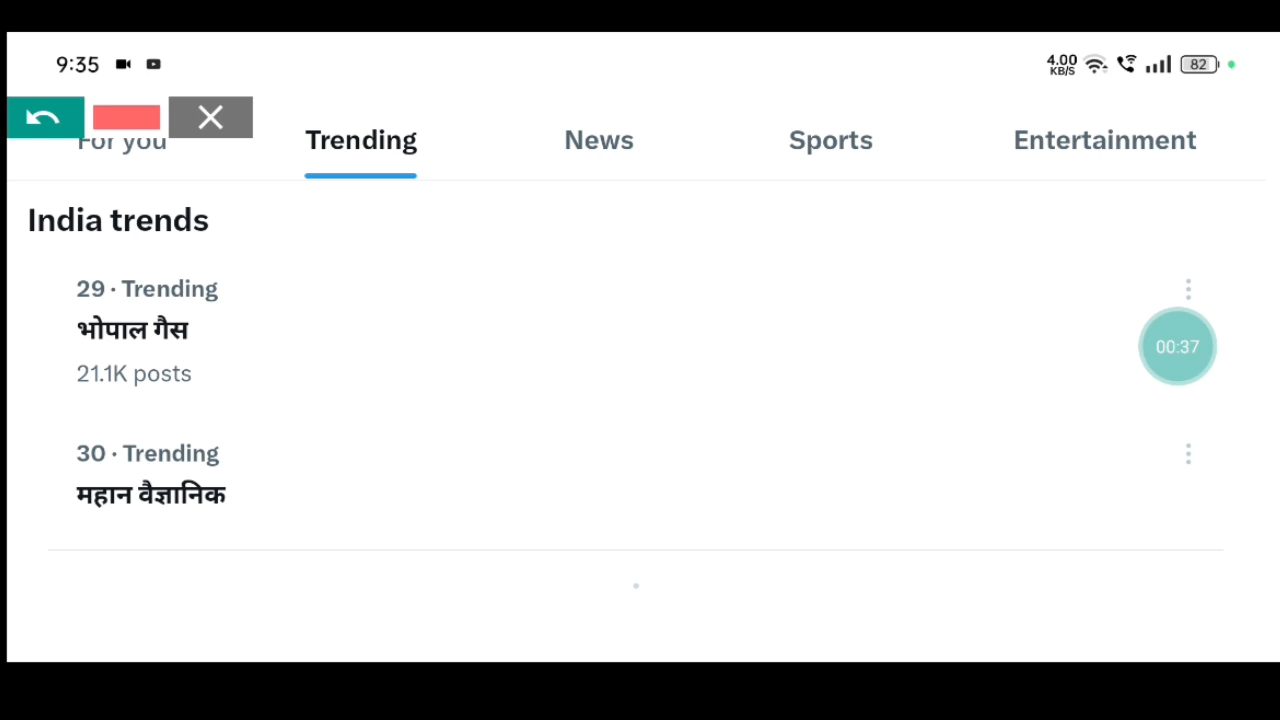 9:35
4.00
KB/S
82
For you
Trending
News
Sports
Entertainment
India trends
29 · Trending
भोपाल गैस
21.1K posts
00:37
30 · Trending
महान वैज्ञानिक